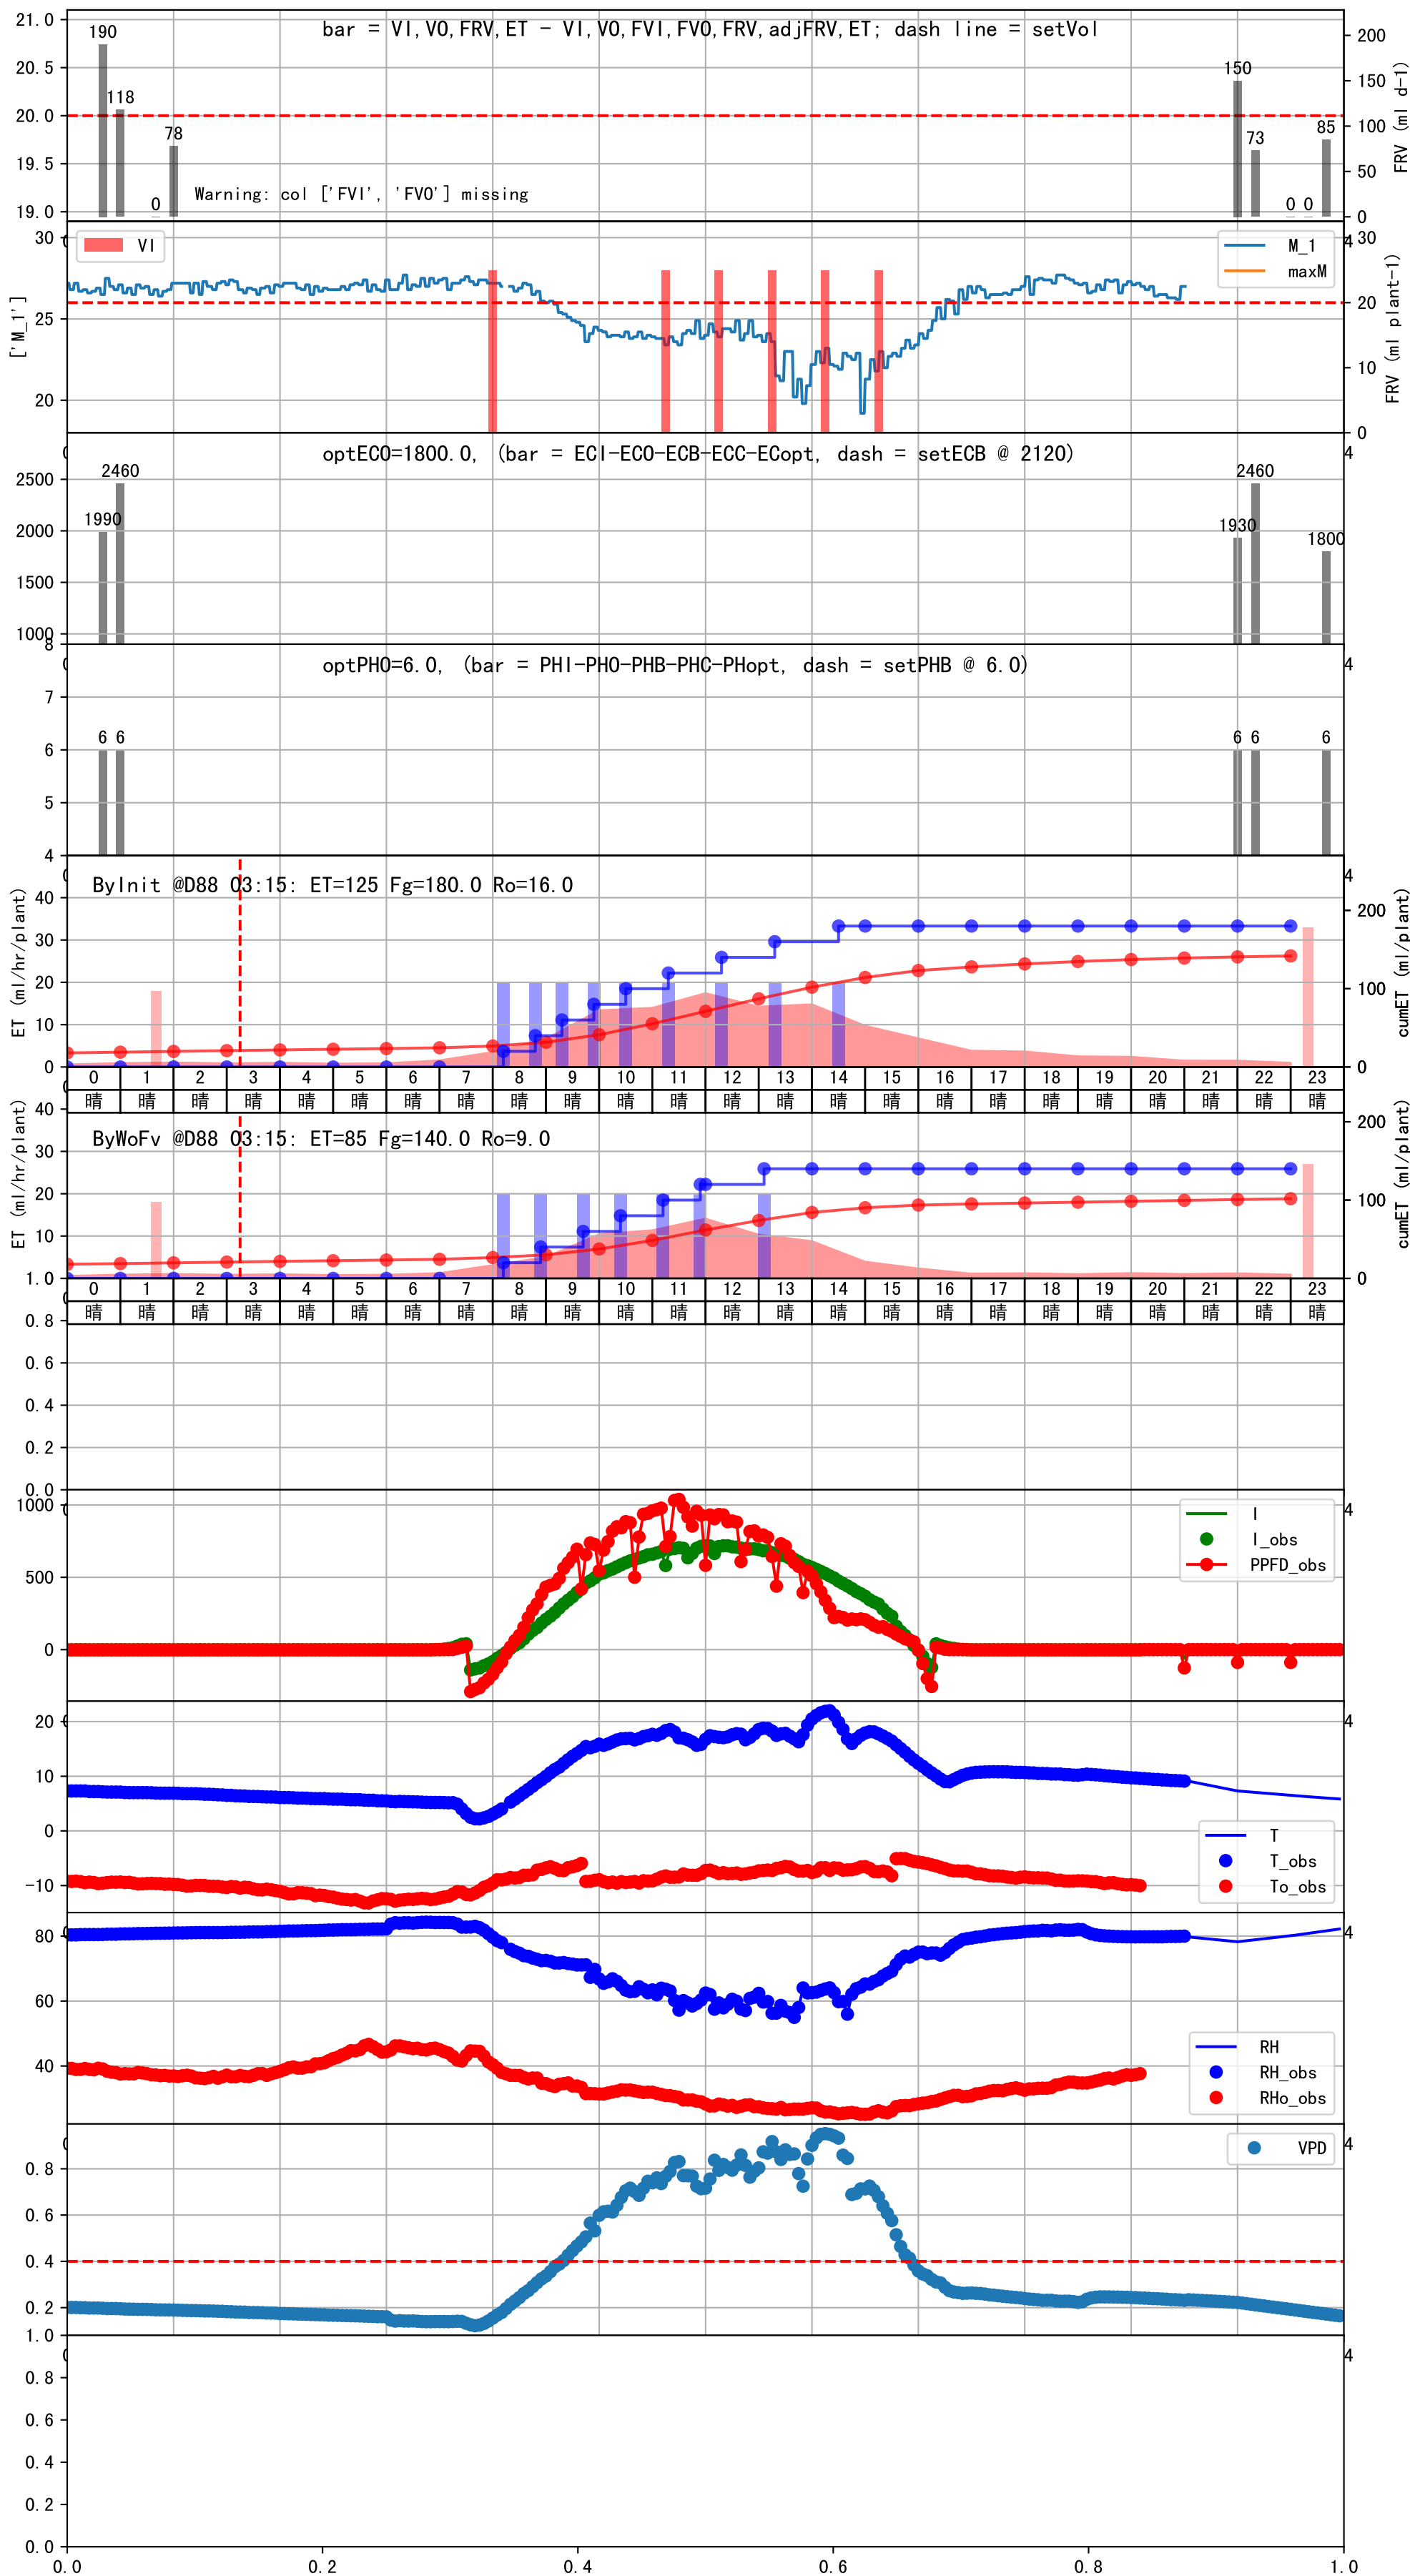 bar = VI,VO,FRV,ET - VI,VO,FVI,FVO,FRV,adjFRV,ET; dash line = setVol
21.0
20.5
20.0
19.5
19.0
190
118
0
78
150
73
0 0
85
Warning: col ['FVI', 'FVO'] missing
200
150
100
50
0
FRV (ml d-1)
VI
M_1
maxM
['M_1']
30
25
20
30
20
10
0
4
FRV (ml plant-1)
optECO=1800.0, (bar = ECI-ECO-ECB-ECC-ECopt, dash = setECB @ 2120)
4
2500
2000
1500
1000
1990
2460
1930
2460
1800
optPHO=6.0, (bar = PHI-PHO-PHB-PHC-PHopt, dash = setPHB @ 6.0)
4
8
7
6
5
4
6 6
6 6
6
ByInit @D88 03:15: ET=125 Fg=180.0 Ro=16.0
4
ET (ml/hr/plant)
40
30
20
10
0
200
100
0
cumET (ml/plant)
0 1 2 3 4 5 6 7 8 9 10 11 12 13 14 15 16 17 18 19 20 21 22 23
晴 晴 晴 晴 晴 晴 晴 晴 晴 晴 晴 晴 晴 晴 晴 晴 晴 晴 晴 晴 晴 晴 晴 晴
ByWoFv @D88 03:15: ET=85 Fg=140.0 Ro=9.0
ET (ml/hr/plant)
40
30
20
10
200
100
0
cumET (ml/plant)
0 1 2 3 4 5 6 7 8 9 10 11 12 13 14 15 16 17 18 19 20 21 22 23
晴 晴 晴 晴 晴 晴 晴 晴 晴 晴 晴 晴 晴 晴 晴 晴 晴 晴 晴 晴 晴 晴 晴 晴
1.0
0.8
0.6
0.4
0.2
0.0
4
1000
500
0
I
I_obs
PPFD_obs
4
20
10
0
-10
T
T_obs
To_obs
4
80
60
40
RH
RH_obs
RHo_obs
4
0.8
0.6
0.4
0.2
VPD
4
1.0
0.8
0.6
0.4
0.2
0.0
0.0 0.2 0.4 0.6 0.8 1.0